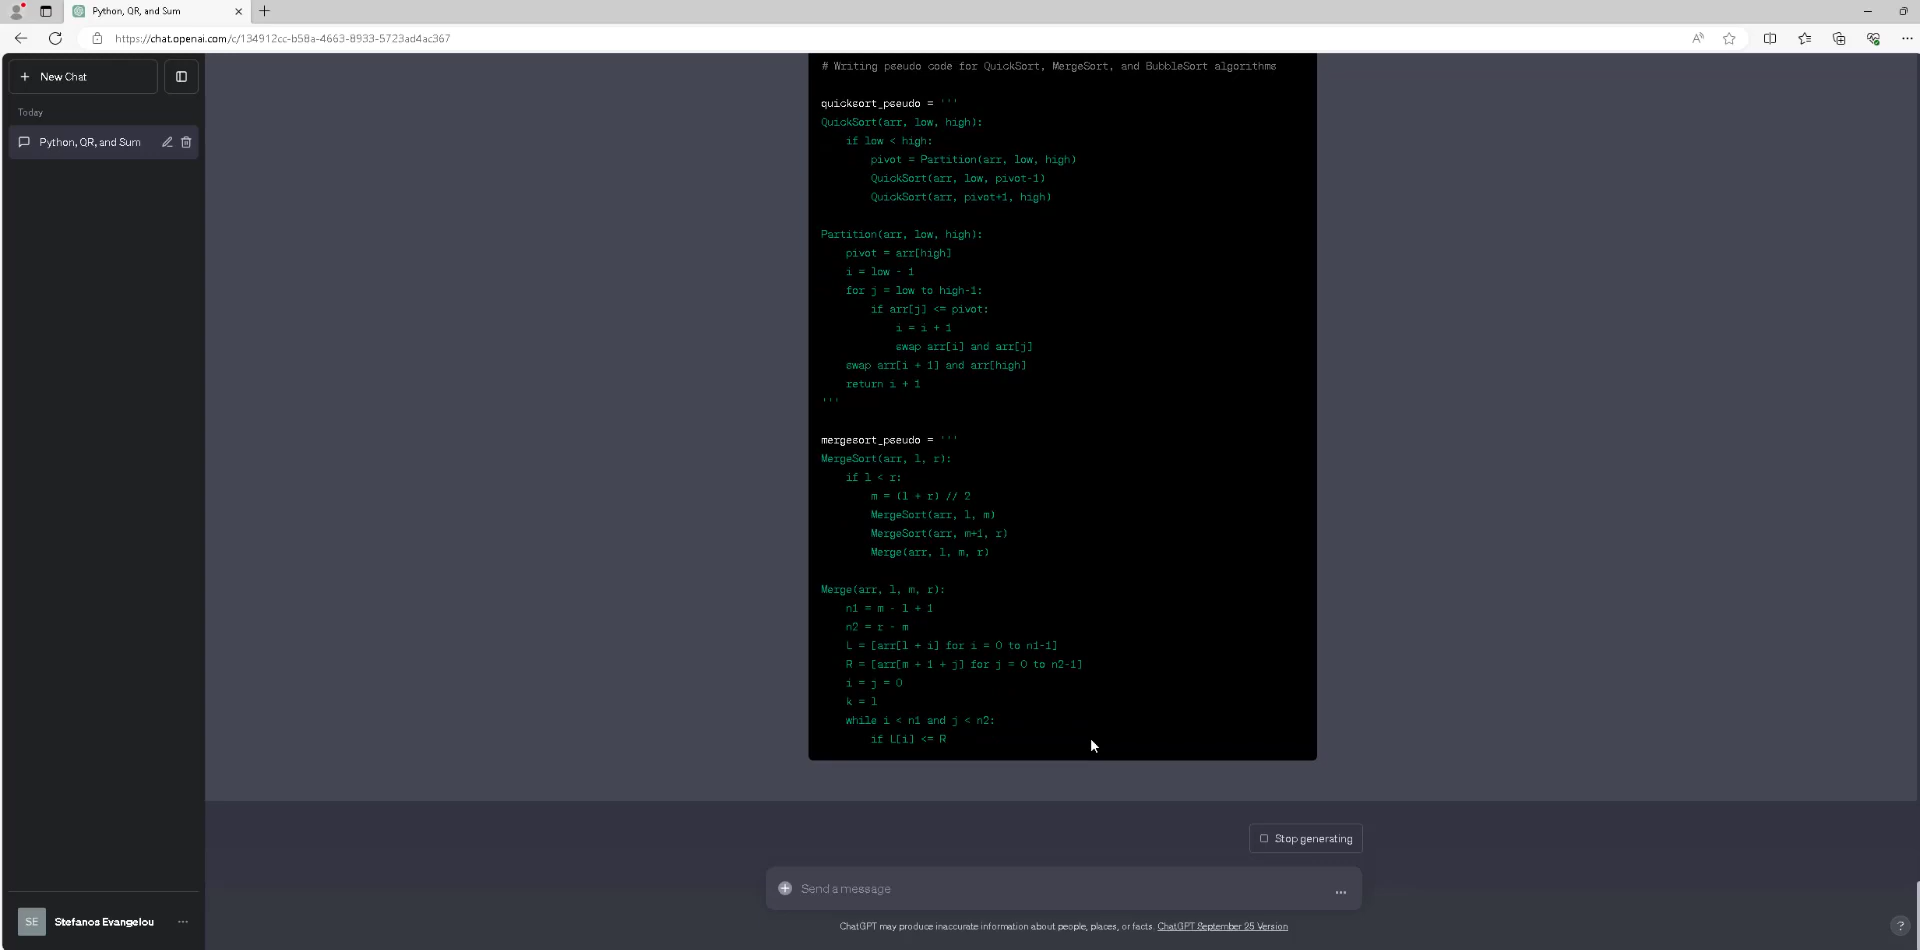 Python, QR, and Sum
https://chat.openai.com/c/134912cc-b58a-4663-8933-5723ad4ac367
New Chat
Today
Python, QR, and Sum
# Writing pseudo code for QuickSort, MergeSort, and BubbleSort algorithms
quicksort_pseudo = '''
QuickSort(arr, low, high):
if low < high:
pivot = Partition(arr, low, high)
QuickSort(arr, low, pivot-1)
QuickSort(arr, pivot+1, high)
Partition(arr, low, high):
pivot = arr[high]
i = low - 1
for j = low to high-1:
if arr[j] <= pivot:
i = i + 1
swap arr[i] and arr[j]
swap arr[i + 1] and arr[high]
return i + 1
'''
mergesort_pseudo = '''
MergeSort(arr, l, r):
if l < r:
m = (l + r) // 2
MergeSort(arr, l, m)
MergeSort(arr, m+1, r)
Merge(arr, l, m, r)
Merge(arr, l, m, r):
n1 = m - l + 1
n2 = r - m
L = [arr[l + i] for i = 0 to n1-1]
R = [arr[m + 1 + j] for j = 0 to n2-1]
i = j = 0
k = l
while i < n1 and j < n2:
if L[i] <= R
Stop generating
Send a message
ChatGPT may produce inaccurate information about people, places, or facts. ChatGPT September 25 Version
SE Stefanos Evangelou
?